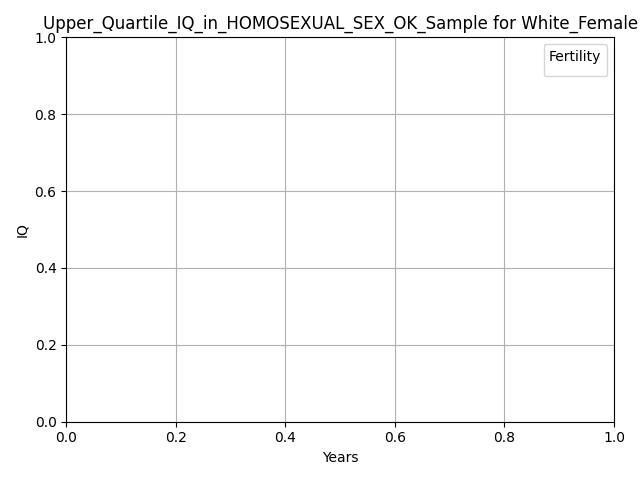 Upper_Quartile_IQ_in_HOMOSEXUAL_SEX_OK_Sample for White_Female
Fertility
1.0
0.8
0.6
0.4
0.2
0.0
IQ
0.0 0.2 0.4 0.6 0.8 1.0
Years